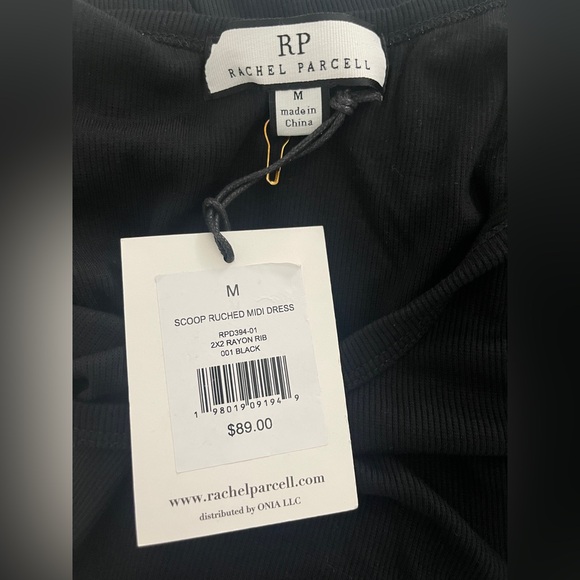 RP
RACHEL PARCELL
M
made in
China
M
SCOOP RUCHED MIDI DRESS
RPD394-01
2X2 RAYON RIB
001 BLACK
1 98019 09194 9
$89.00
www.rachelparcell.com
distributed by ONIA LLC